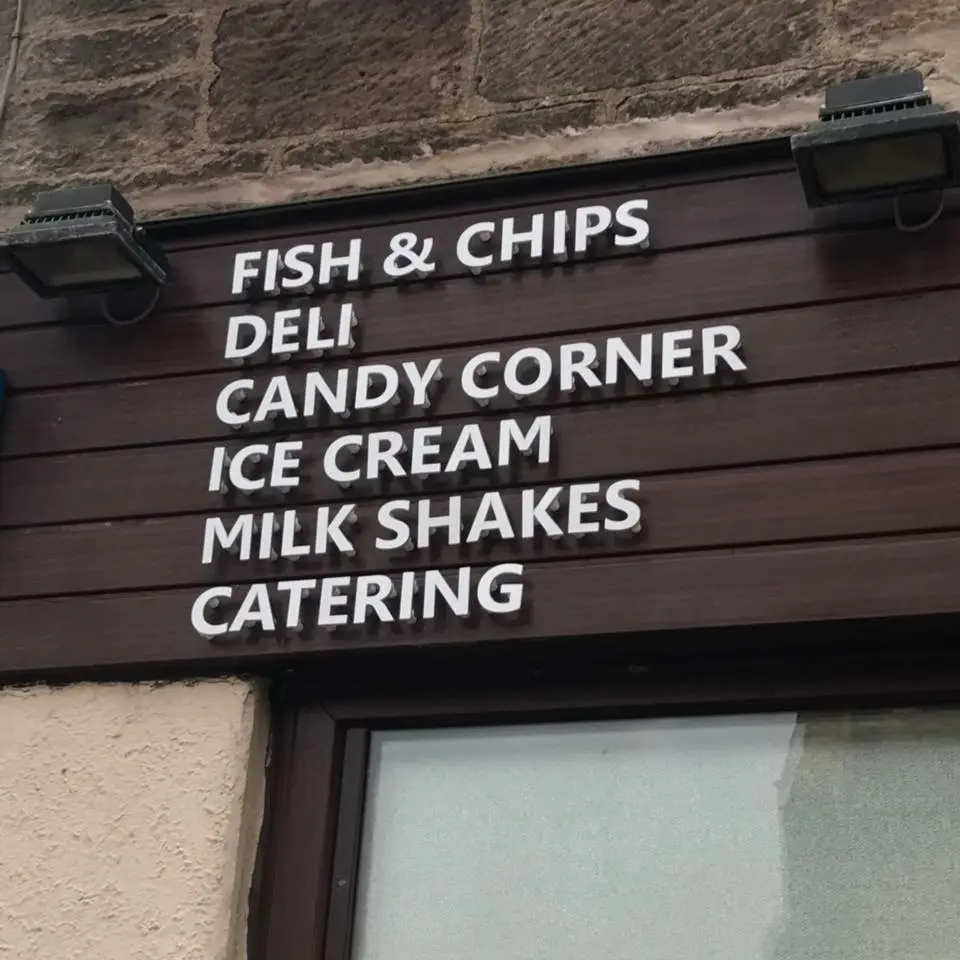 FISH & CHIPS
DELI
CANDY CORNER
ICE CREAM
MILK SHAKES
CATERING